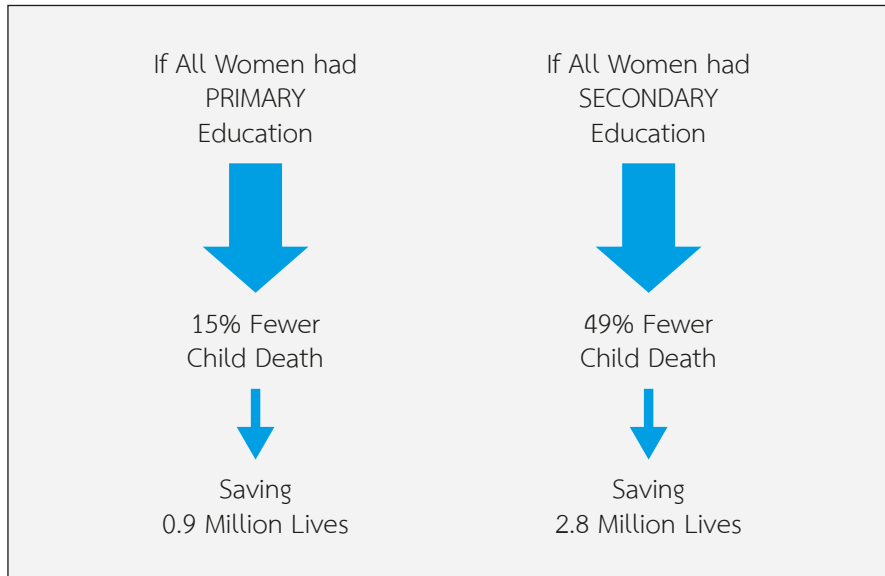 If All Women had
PRIMARY
Education
15% Fewer
Child Death
Saving
0.9 Million Lives
If All Women had
SECONDARY
Education
49% Fewer
Child Death
Saving
2.8 Million Lives